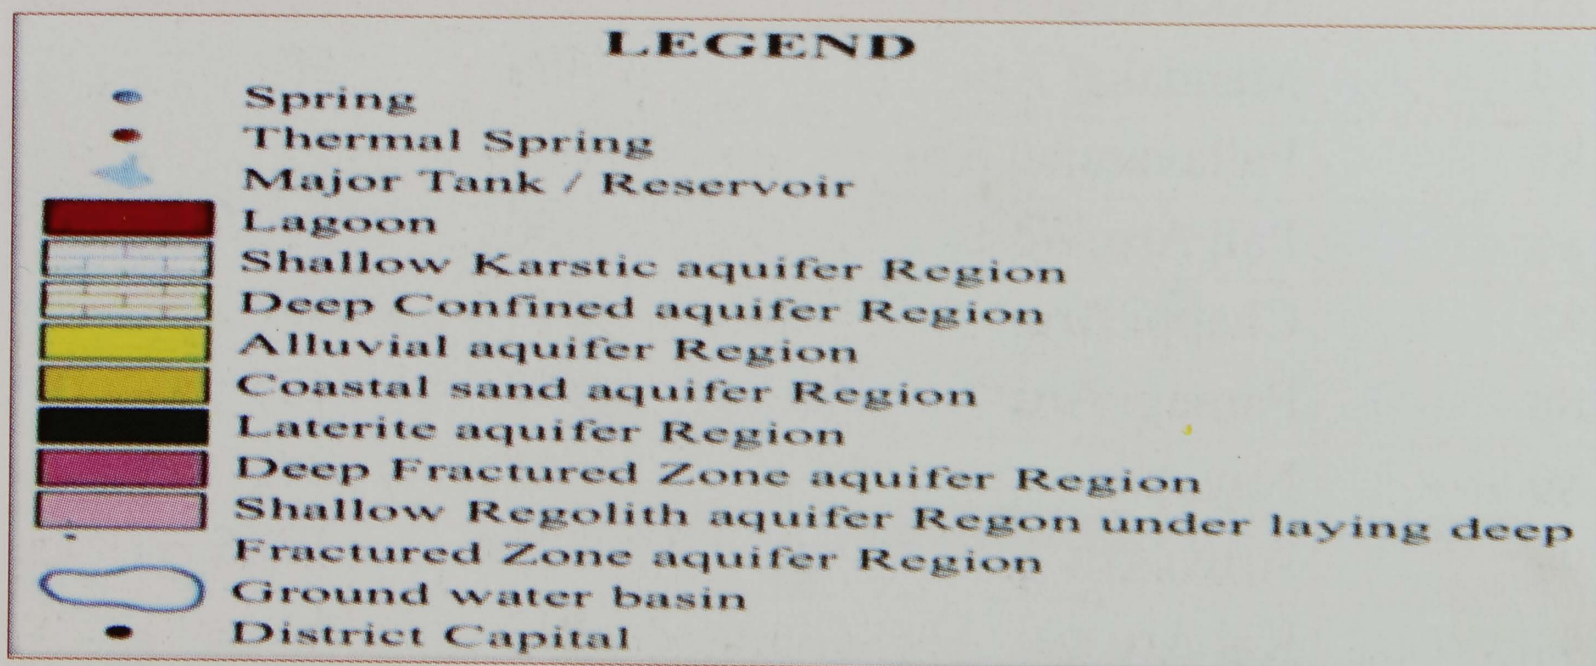 LEGEND
Spring
Thermal Spring
Major Tank / Reservoir
Lagoon
Shallow Karstic aquifer Region
Deep Confined aquifer Region
Alluvial aquifer Region
Coastal sand aquifer Region
Laterite aquifer Region
Deep Fractured Zone aquifer Region
Shallow Regolith aquifer Regon under laying deep
Fractured Zone aquifer Region
Ground water basin
District Capital